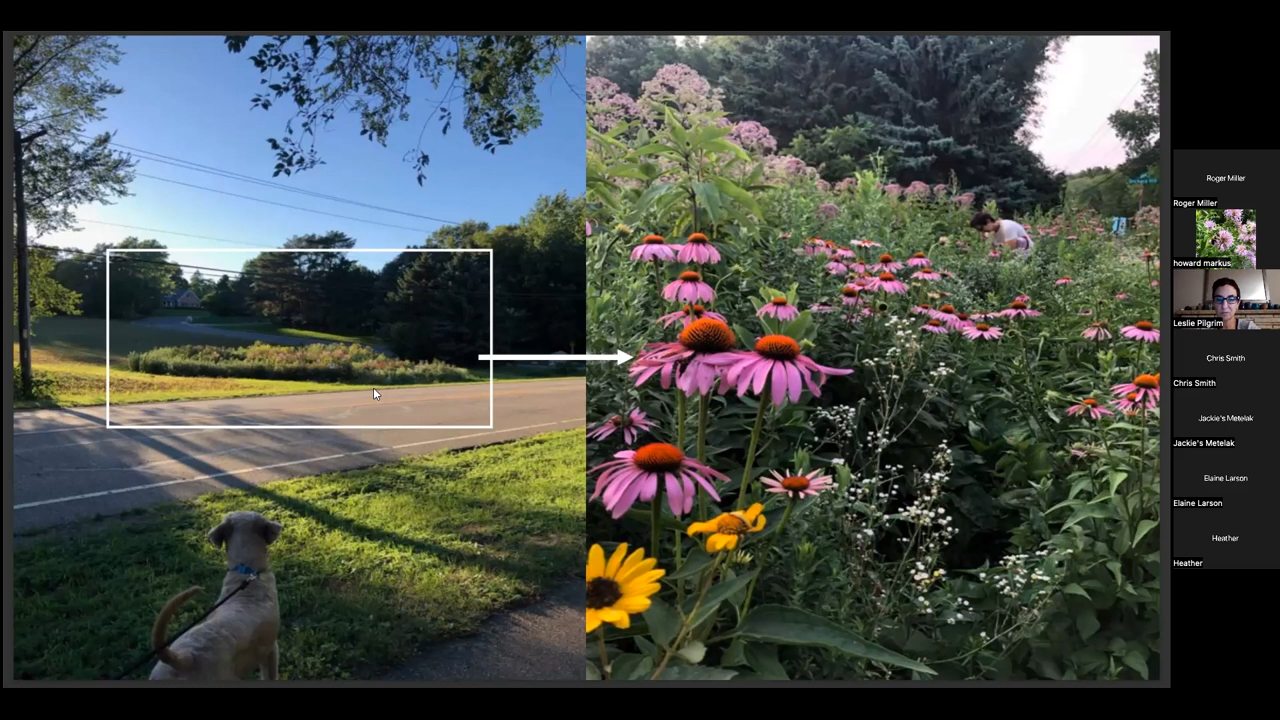 Roger Miller
Roger Miller
howard markus
Leslie Pilgrim
Chris Smith
Chris Smith
Jackie's Metelak
Jackie's Metelak
Elaine Larson
Elaine Larson
Heather
Heather